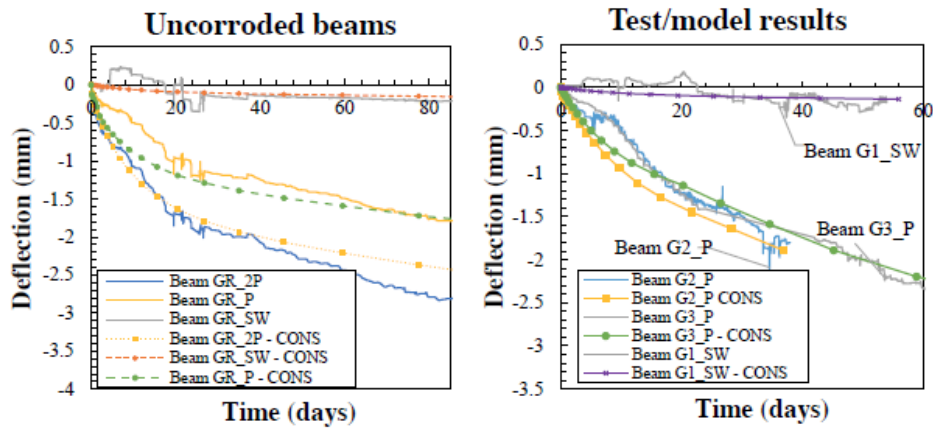 Uncorroded beams
0.5
0
-0.5
-1
-1.5
-2
-2.5
-3
-3.5
-4
0
20
40
60
80
Deflection (mm)
Time (days)
Beam GR_2P
Beam GR_P
Beam GR_SW
Beam GR_2P - CONS
Beam GR_SW - CONS
Beam GR_P - CONS
Test/model results
0.5
0
-0.5
-1
-1.5
-2
-2.5
-3
-3.5
0
20
40
60
Deflection (mm)
Time (days)
Beam G1_SW
Beam G3_P
Beam G2_P
Beam G2_P
Beam G2_P CONS
Beam G3_P
Beam G3_P - CONS
Beam G1_SW
Beam G1_SW - CONS